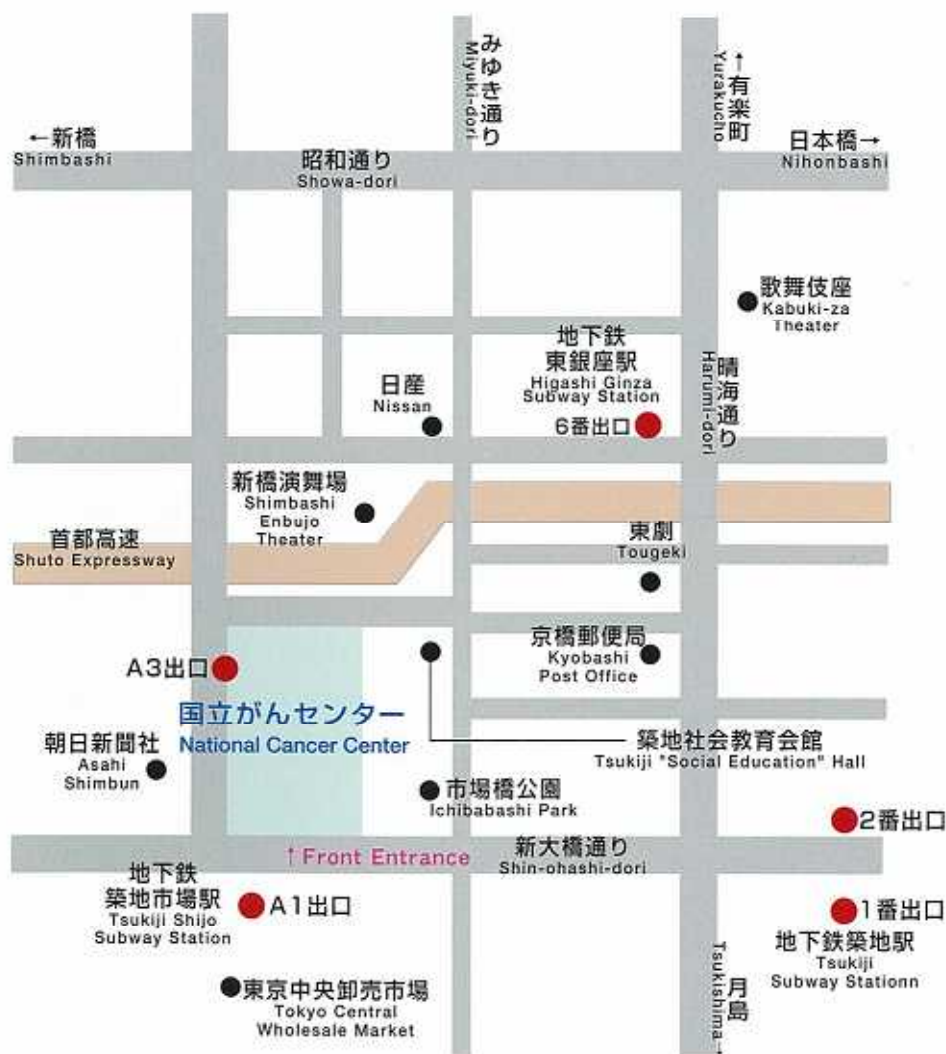 みゆき通り
Miyuki-dori
↑有楽町
Yurakucho
←新橋
Shimbashi
昭和通り
Showa-dori
日本橋→
Nihonbashi
歌舞伎座
Kabuki-za
Theater
地下鉄
東銀座駅
Higashi Ginza
Subway Station
6番出口
晴海通り
Harumi-dori
日産
Nissan
新橋演舞場
Shimbashi
Enbujo
Theater
首都高速
Shuto Expressway
東劇
Tougeki
京橋郵便局
Kyobashi
Post Office
A3出口
国立がんセンター
National Cancer Center
朝日新聞社
Asahi
Shimbun
築地社会教育会館
Tsukiji "Social Education" Hall
市場橋公園
Ichibabashi Park
2番出口
↑Front Entrance
新大橋通り
Shin-ohashi-dori
地下鉄
築地市場駅
Tsukiji Shijo
Subway Station
A1出口
1番出口
地下鉄築地駅
Tsukiji
Subway Stationn
東京中央卸売市場
Tokyo Central
Wholesale Market
月島
Tsukishima→